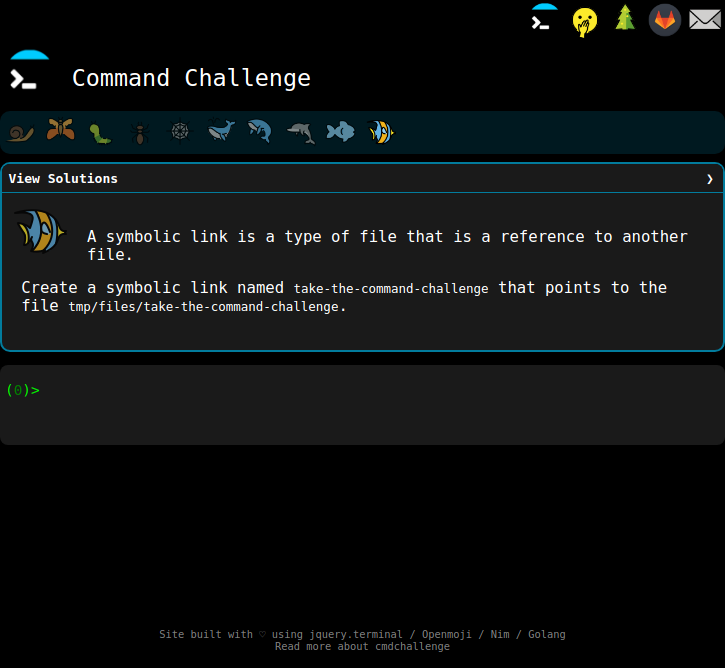 Command Challenge
View Solutions ❯
A symbolic link is a type of file that is a reference to another
file.
Create a symbolic link named take-the-command-challenge that points to the
file tmp/files/take-the-command-challenge.
(0)>
Site built with ♡ using jquery.terminal / Openmoji / Nim / Golang
Read more about cmdchallenge